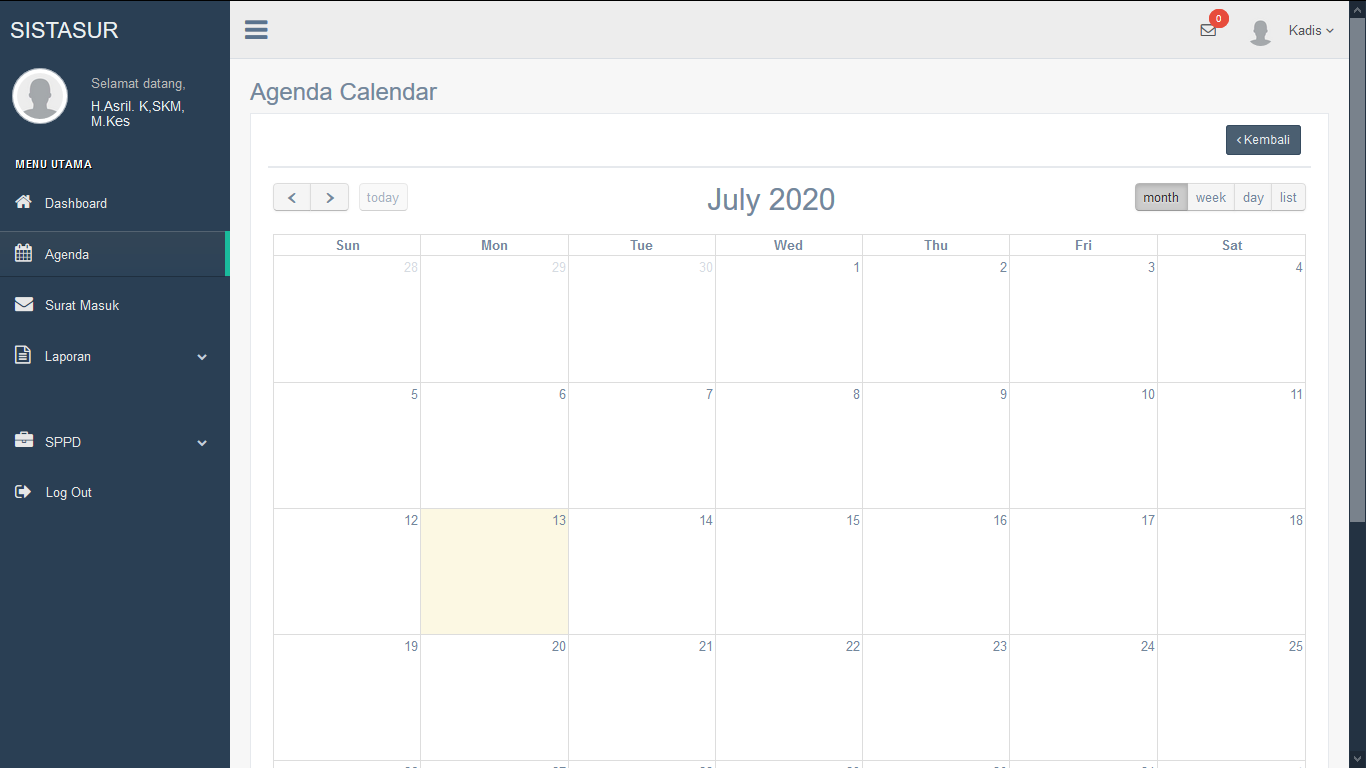 SISTASUR
0
Kadis
Selamat datang,
H.Asril. K,SKM,
M.Kes
MENU UTAMA
Dashboard
Agenda
Surat Masuk
Laporan
SPPD
Log Out
Agenda Calendar
Kembali
today
July 2020
month week day list
Sun Mon Tue Wed Thu Fri Sat
28 29 30 1 2 3 4
5 6 7 8 9 10 11
12 13 14 15 16 17 18
19 20 21 22 23 24 25